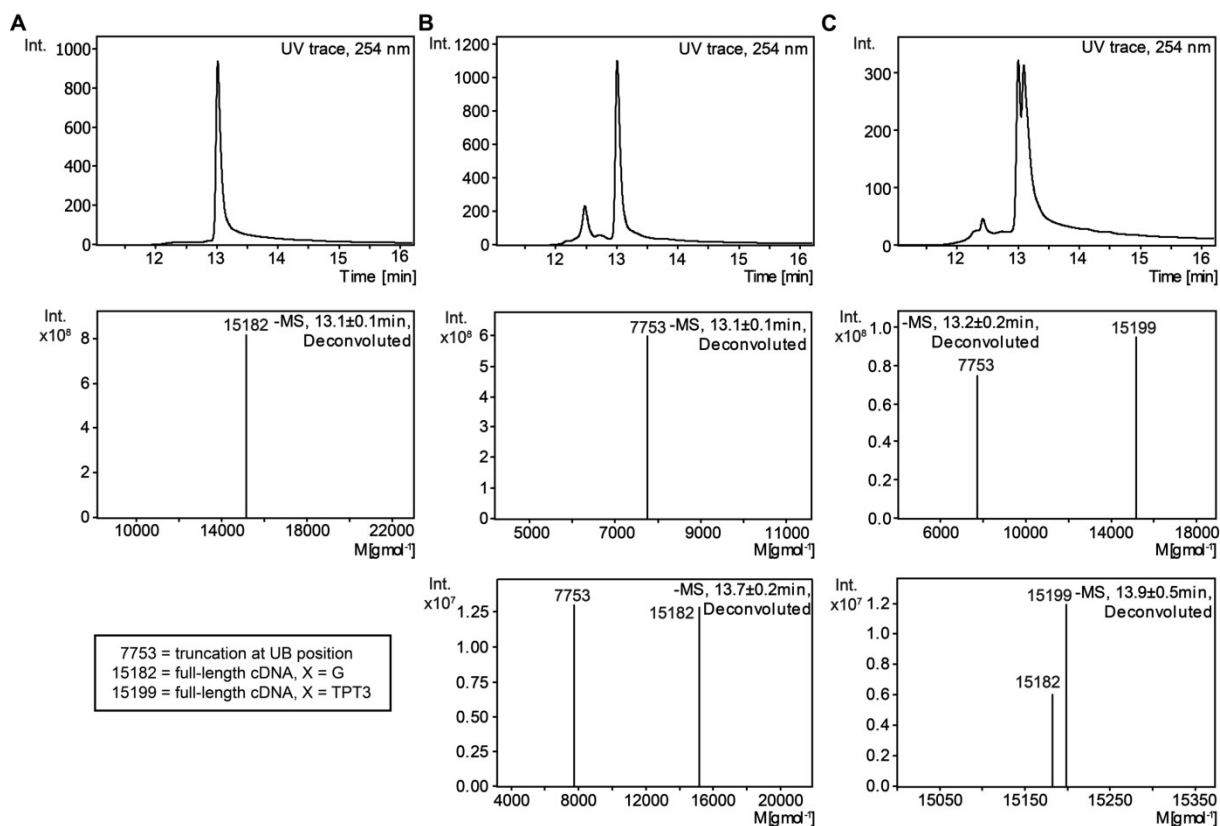 A
Int.
1000
800
600
400
200
0
UV trace, 254 nm
12 13 14 15 16
Time [min]
B
Int.
1200
1000
800
600
400
200
0
UV trace, 254 nm
12 13 14 15 16
Time [min]
C
Int.
300
200
100
0
UV trace, 254 nm
12 13 14 15 16
Time [min]
Int.
x10⁸
8
6
4
2
0
15182
-MS, 13.1±0.1min,
Deconvoluted
10000 14000 18000 22000
M[gmol⁻¹]
Int.
x10⁸
6
5
4
3
2
1
0
7753
-MS, 13.1±0.1min,
Deconvoluted
5000 7000 9000 11000
M[gmol⁻¹]
Int.
x10⁸
1.0
0.8
0.6
0.4
0.2
0.0
-MS, 13.2±0.2min,
Deconvoluted
7753
15199
6000 10000 14000 18000
M[gmol⁻¹]
7753 = truncation at UB position
15182 = full-length cDNA, X = G
15199 = full-length cDNA, X = TPT3
Int.
x10⁷
1.25
1.00
0.75
0.50
0.25
0.00
7753
15182
-MS, 13.7±0.2min,
Deconvoluted
4000 8000 12000 16000 20000
M[gmol⁻¹]
Int.
x10⁷
1.2
1.0
0.8
0.6
0.4
0.2
0.0
15199
15182
-MS, 13.9±0.5min,
Deconvoluted
15050 15150 15250 15350
M[gmol⁻¹]